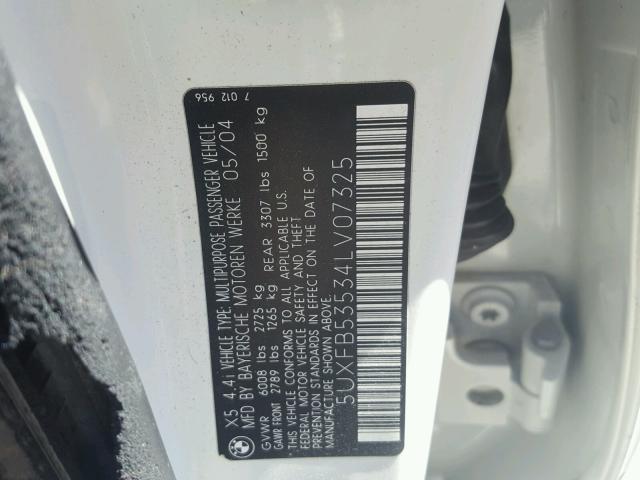 X5 4.4i VEHICLE TYPE: MULTIPURPOSE PASSENGER VEHICLE
MFD BY BAYERISCHE MOTOREN WERKE 05/04
GVWR 6008 lbs 2725 kg
GAWR FRONT 2789 lbs 1265 kg REAR 3307 lbs 1500 kg
* THIS VEHICLE CONFORMS TO ALL APPLICABLE U.S.
FEDERAL MOTOR VEHICLE SAFETY AND THEFT
PREVENTION STANDARDS IN EFFECT ON DATE OF
MANUFACTURE SHOWN ABOVE.
5UXFB53534LV07325
7 012 956